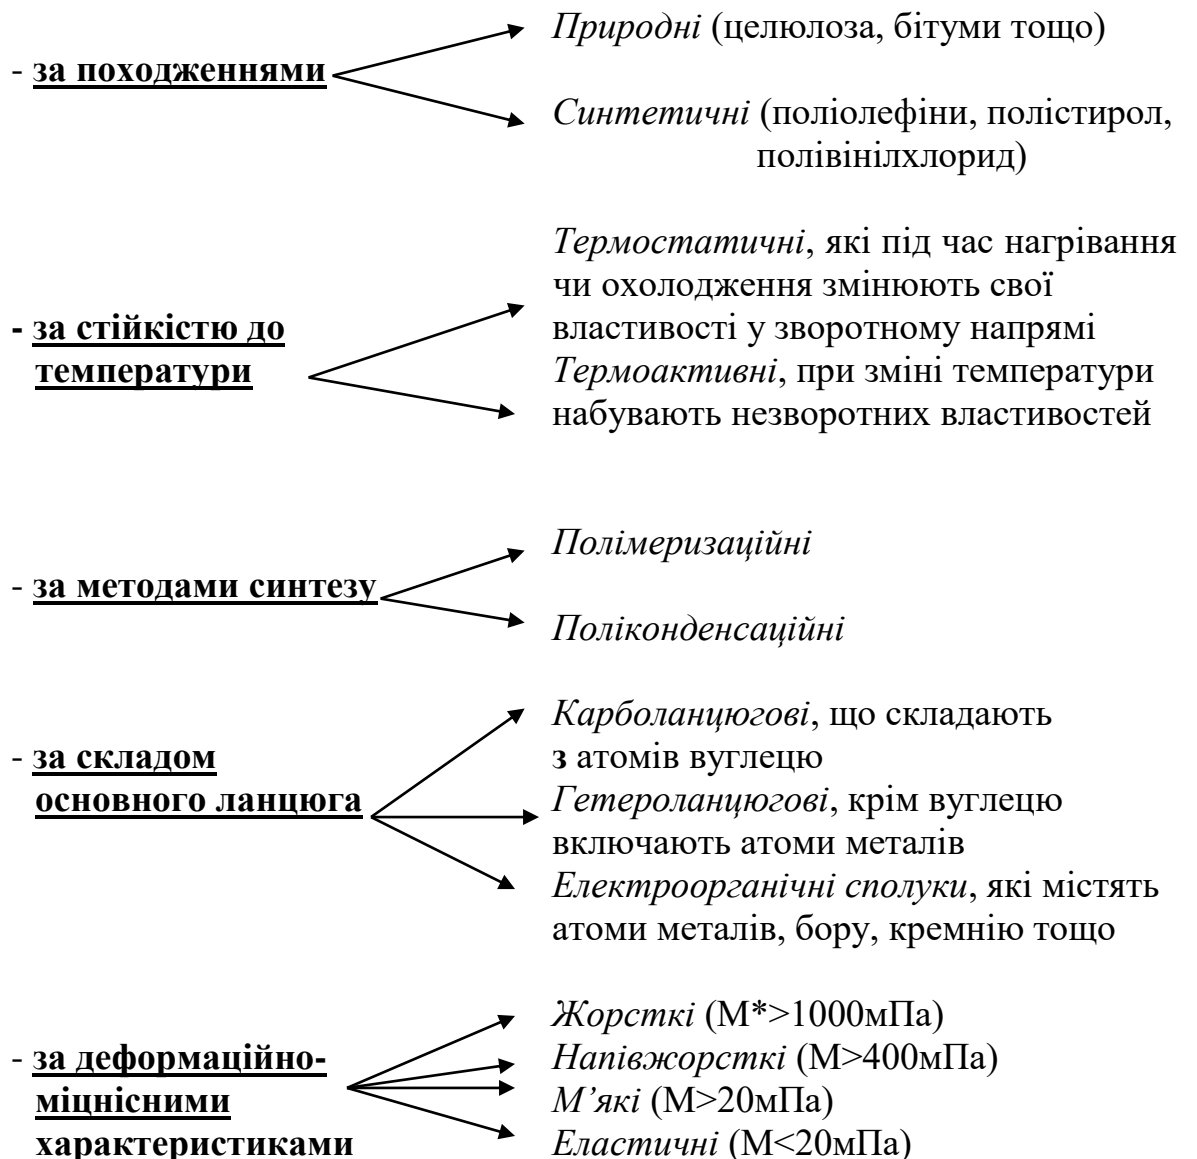 - за походженнями
Природні (целюлоза, бітуми тощо)
Синтетичні (поліолефіни, полістирол,
полівінілхлорид)
- за стійкістю до
температури
Термостатичні, які під час нагрівання
чи охолодження змінюють свої
властивості у зворотному напрямі
Термоактивні, при зміні температури
набувають незворотних властивостей
- за методами синтезу
Полімеризаційні
Поліконденсаційні
- за складом
основного ланцюга
Карболанцюгові, що складають
з атомів вуглецю
Гетероланцюгові, крім вуглецю
включають атоми металів
Електроорганічні сполуки, які містять
атоми металів, бору, кремнію тощо
- за деформаційно-
міцнісними
характеристиками
Жорсткі (М*>1000мПа)
Напівжорсткі (М>400мПа)
М’які (М>20мПа)
Еластичні (М<20мПа)